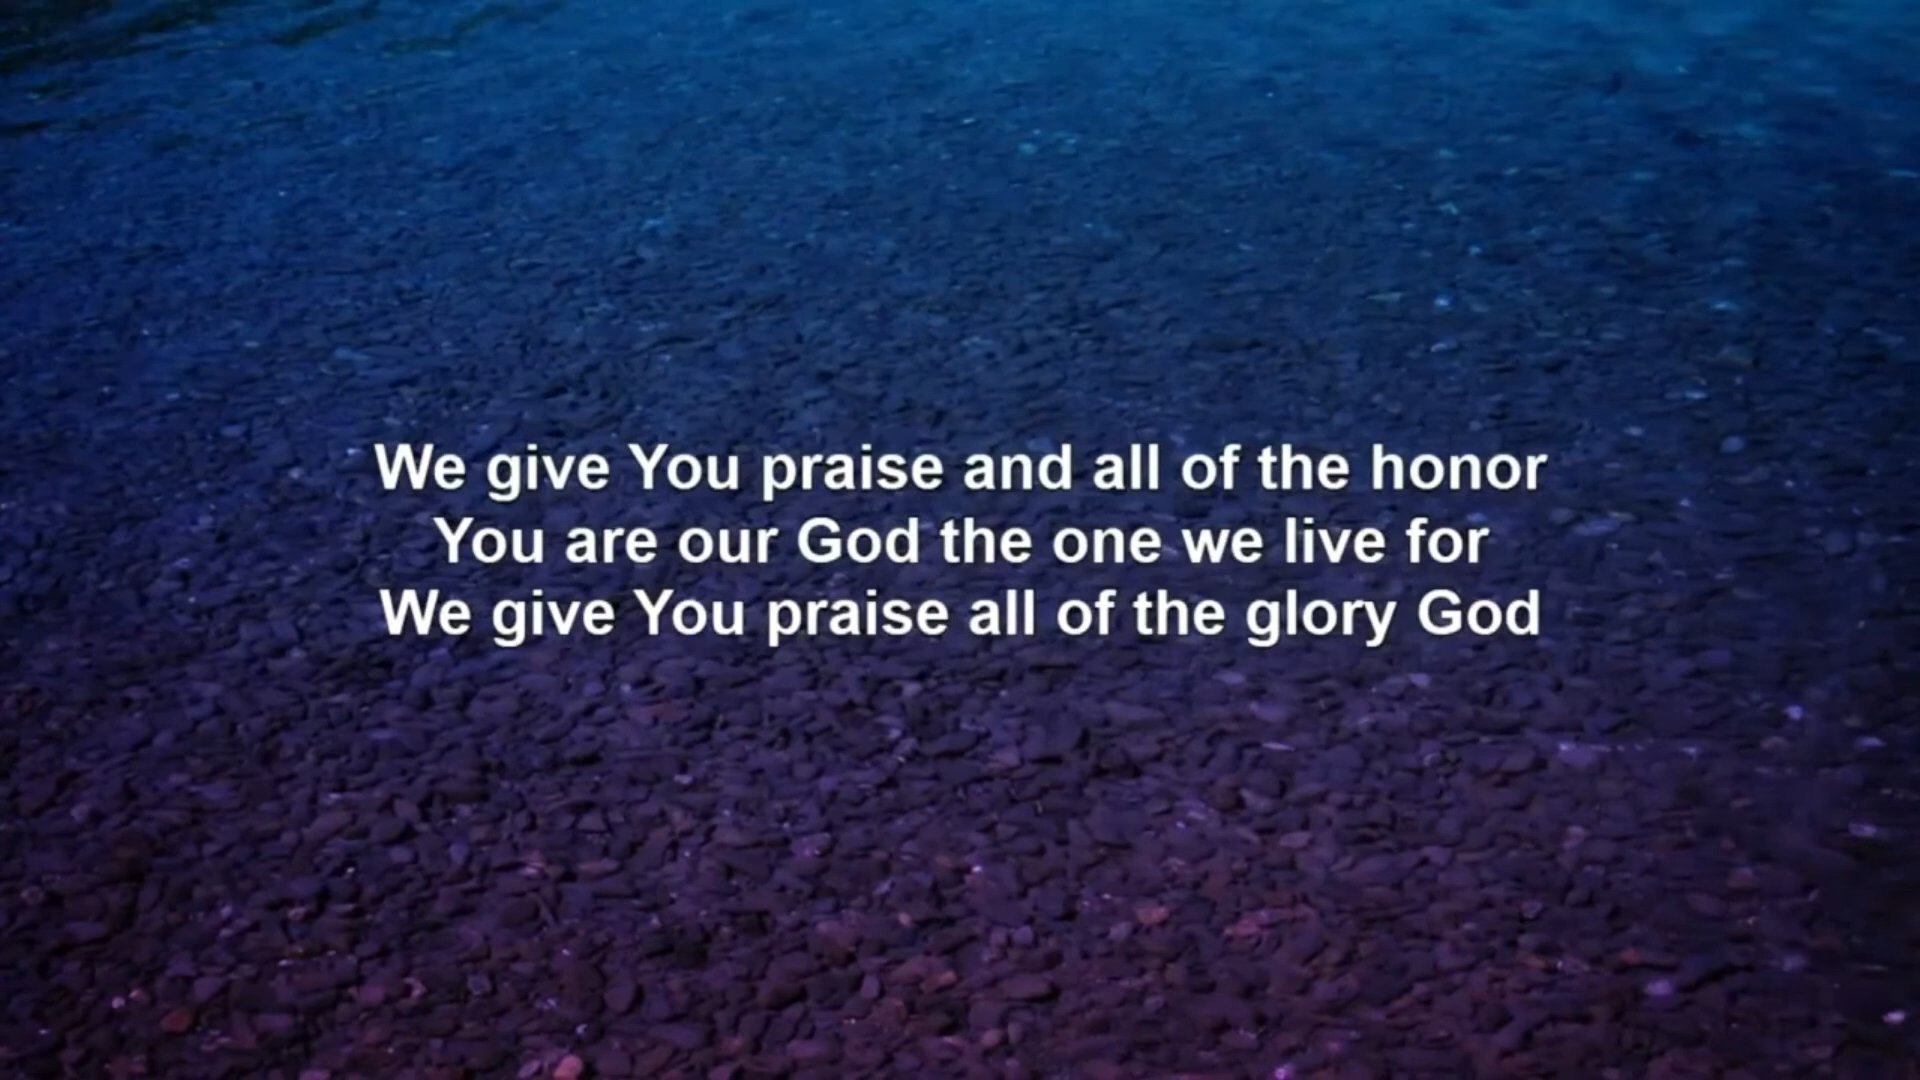 We give You praise and all of the honor
You are our God the one we live for
We give You praise all of the glory God